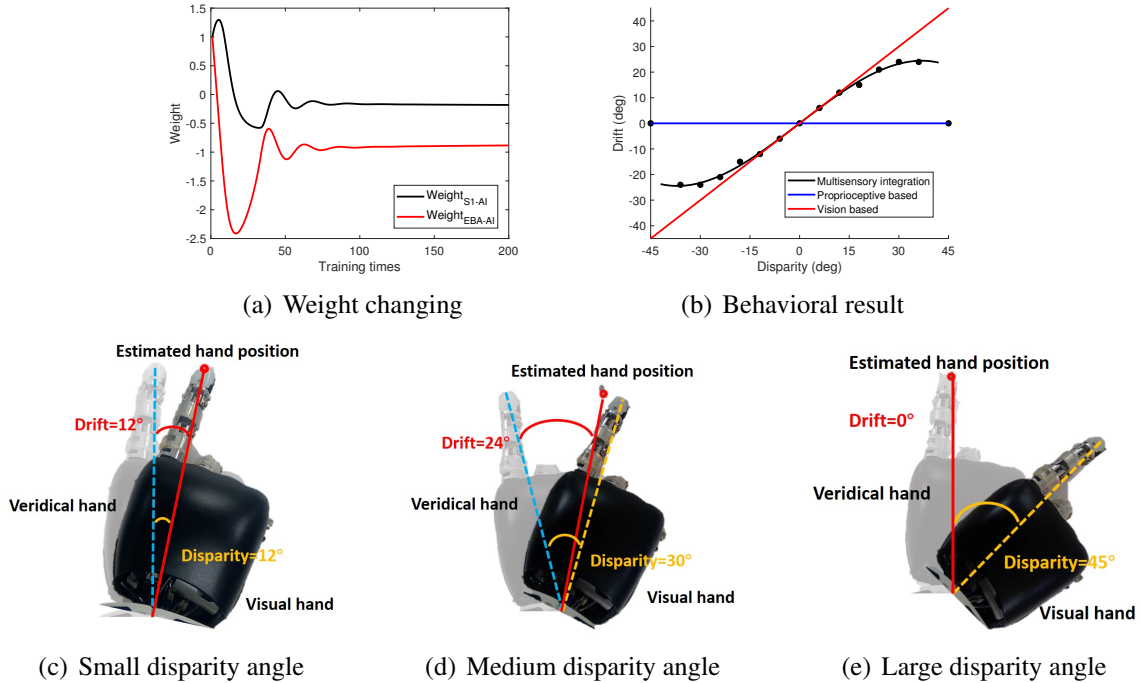 1.5
1
0.5
0
-0.5
-1
-1.5
-2
-2.5
Weight
0 50 100 150 200
Training times
Weight_S1-AI
Weight_EBA-AI
(a) Weight changing
40
30
20
10
0
-10
-20
-30
-40
Drift (deg)
-45 -30 -15 0 15 30 45
Disparity (deg)
Multisensory integration
Proprioceptive based
Vision based
(b) Behavioral result
Estimated hand position
Drift=12°
Veridical hand
Disparity=12°
Visual hand
(c) Small disparity angle
Estimated hand position
Drift=24°
Veridical hand
Disparity=30°
Visual hand
(d) Medium disparity angle
Estimated hand position
Drift=0°
Veridical hand
Disparity=45°
Visual hand
(e) Large disparity angle